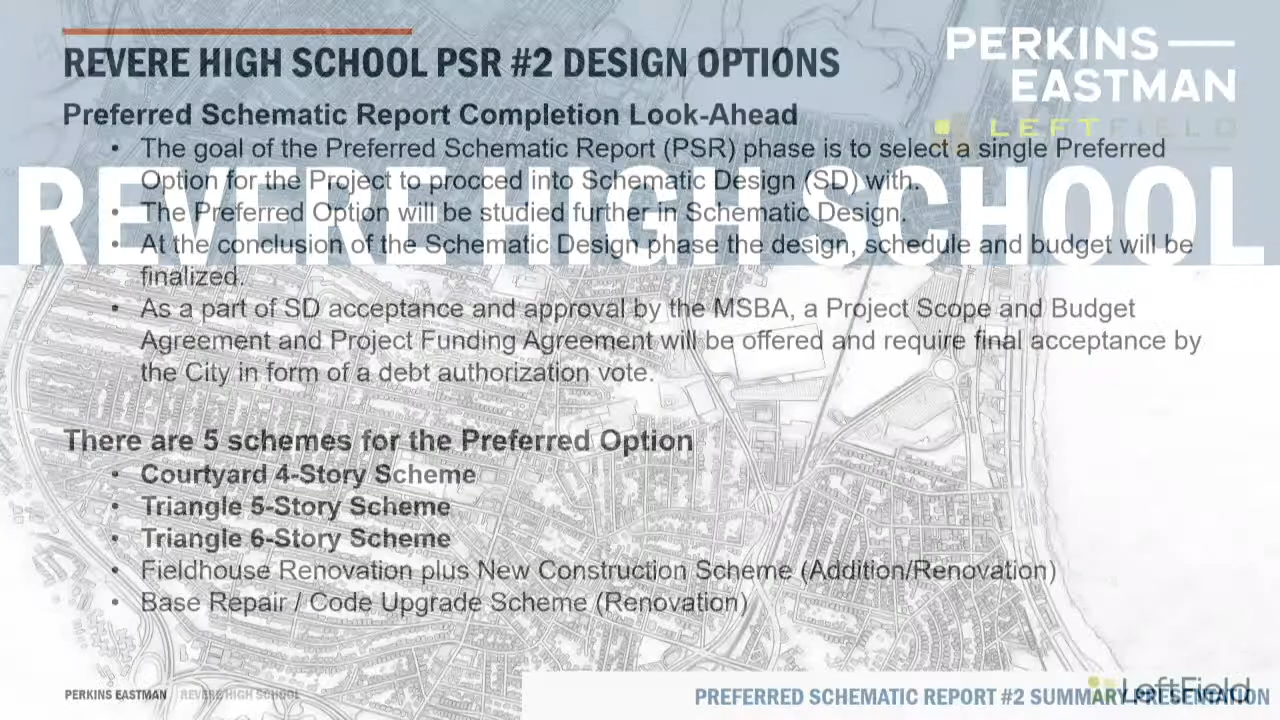 REVERE HIGH SCHOOL PSR #2 DESIGN OPTIONS
PERKINS
EASTMAN
LEFTFIELD
Preferred Schematic Report Completion Look-Ahead
• The goal of the Preferred Schematic Report (PSR) phase is to select a single Preferred
Option for the Project to procced into Schematic Design (SD) with.
• The Preferred Option will be studied further in Schematic Design.
• At the conclusion of the Schematic Design phase the design, schedule and budget will be
finalized.
• As a part of SD acceptance and approval by the MSBA, a Project Scope and Budget
Agreement and Project Funding Agreement will be offered and require final acceptance by
the City in form of a debt authorization vote.
REVERE HIGH SCHOOL
There are 5 schemes for the Preferred Option
• Courtyard 4-Story Scheme
• Triangle 5-Story Scheme
• Triangle 6-Story Scheme
• Fieldhouse Renovation plus New Construction Scheme (Addition/Renovation)
• Base Repair / Code Upgrade Scheme (Renovation)
PERKINS EASTMAN | REVERE HIGH SCHOOL
PREFERRED SCHEMATIC REPORT #2 SUMMARY PRESENTATION
LeftField